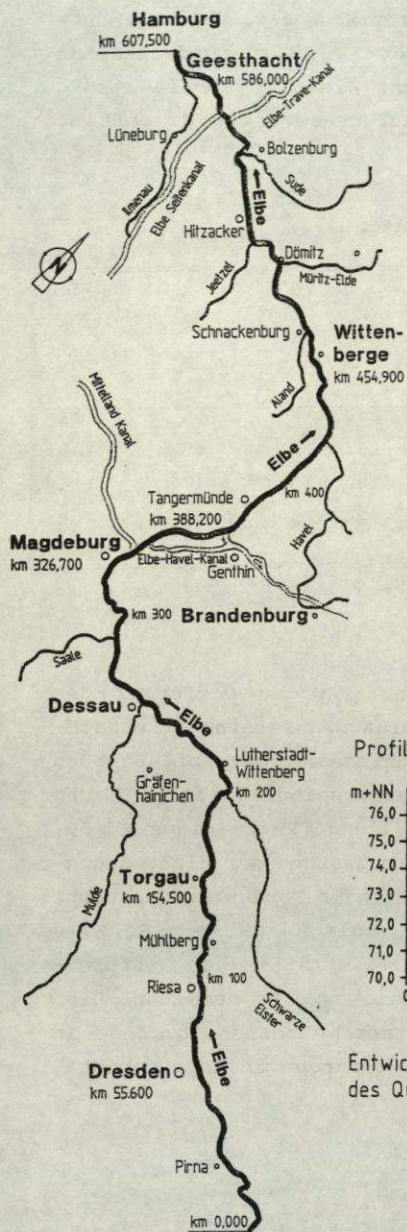 Hamburg
km 607,500
Geesthacht
km 586,000
Elbe-Trave-Kanal
Lüneburg
Bolzenburg
Ilmenau
Elbe Seitenkanal
Elbe
Sude
Hitzacker
Dömitz
Jeetzel
Müritz-Elde
Schnackenburg
Witten-
berge
km 454,900
Aland
Mittelland Kanal
Elbe
Tangermünde
km 400
km 388,200
Havel
Magdeburg
km 326,700
Elbe-Havel-Kanal
Genthin
km 300
Brandenburg
Saale
Dessau
Elbe
Lutherstadt-
Wittenberg
Gräfen-
hainichen
km 200
Profil
m+NN
76,0
75,0
74,0
73,0
72,0
71,0
70,0
Torgau
km 154,500
Mulde
Mühlberg
km 100
Riesa
Schwarze
Elster
Elbe
Dresden
km 55.600
Entwic
des Q
Pirna
km 0,000